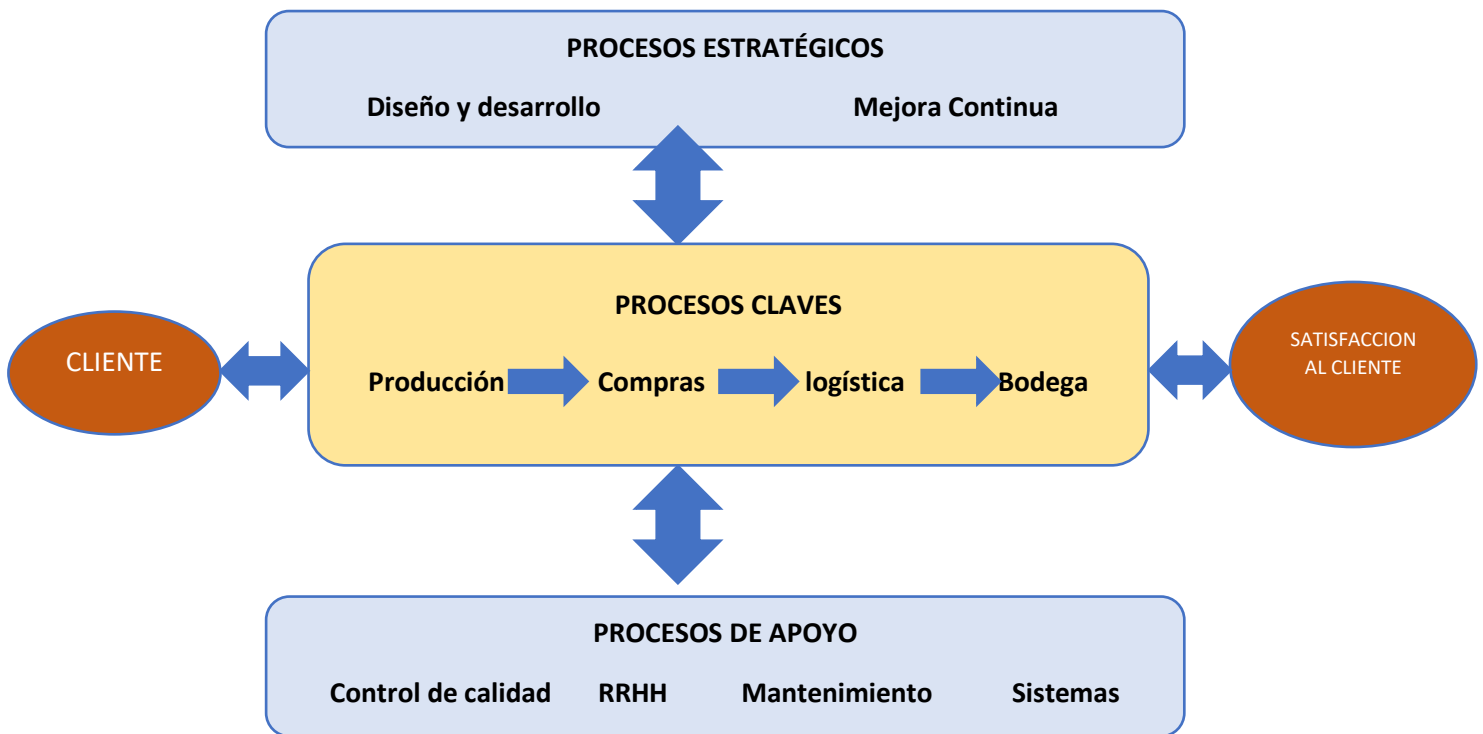 PROCESOS ESTRATÉGICOS
Diseño y desarrollo Mejora Continua
PROCESOS CLAVES
CLIENTE
Producción Compras logística Bodega
SATISFACCION
AL CLIENTE
PROCESOS DE APOYO
Control de calidad RRHH Mantenimiento Sistemas